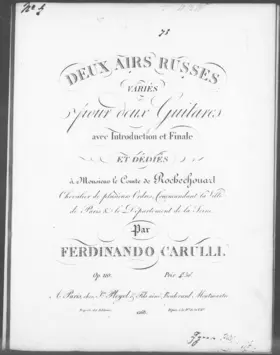 DEUX AIRS RUSSES
VARIÉS
pour deux Guitares
avec Introduction et Finale
ET DÉDIÉS
à Monsieur le Comte de Rochechouart
Chevalier de plusieurs Ordres, Commandant la Ville
de Paris & le Département de la Seine
Par
FERDINANDO CARULLI.
Op. 110. Prix
A Paris, chez Pleyel & Fils aîné, Boulevard Montmartre